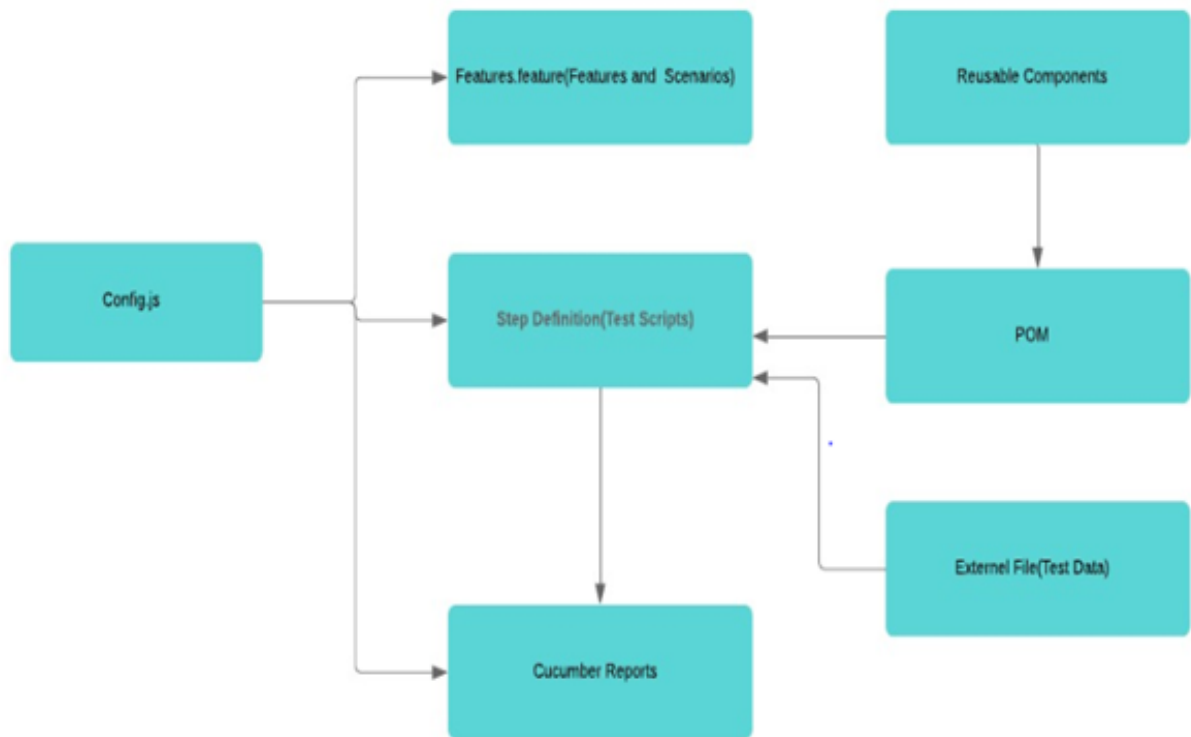 Features.feature(Features and Scenarios)
Reusable Components
Config.js
Step Definition(Test Scripts)
POM
Externel File(Test Data)
Cucumber Reports